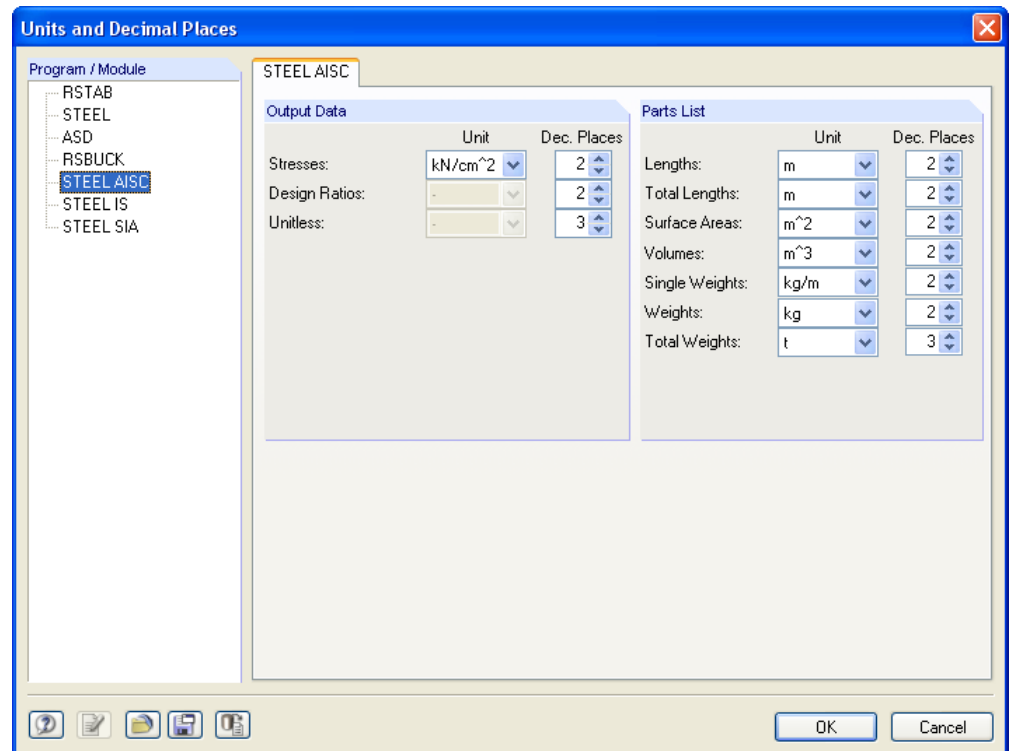 Units and Decimal Places
Program / Module
RSTAB
STEEL
ASD
RSBUCK
STEEL AISC
STEEL IS
STEEL SIA
STEEL AISC
Output Data
Unit Dec. Places
Stresses: kN/cm^2 2
Design Ratios: - 2
Unitless: - 3
Parts List
Unit Dec. Places
Lengths: m 2
Total Lengths: m 2
Surface Areas: m^2 2
Volumes: m^3 2
Single Weights: kg/m 2
Weights: kg 2
Total Weights: t 3
OK Cancel